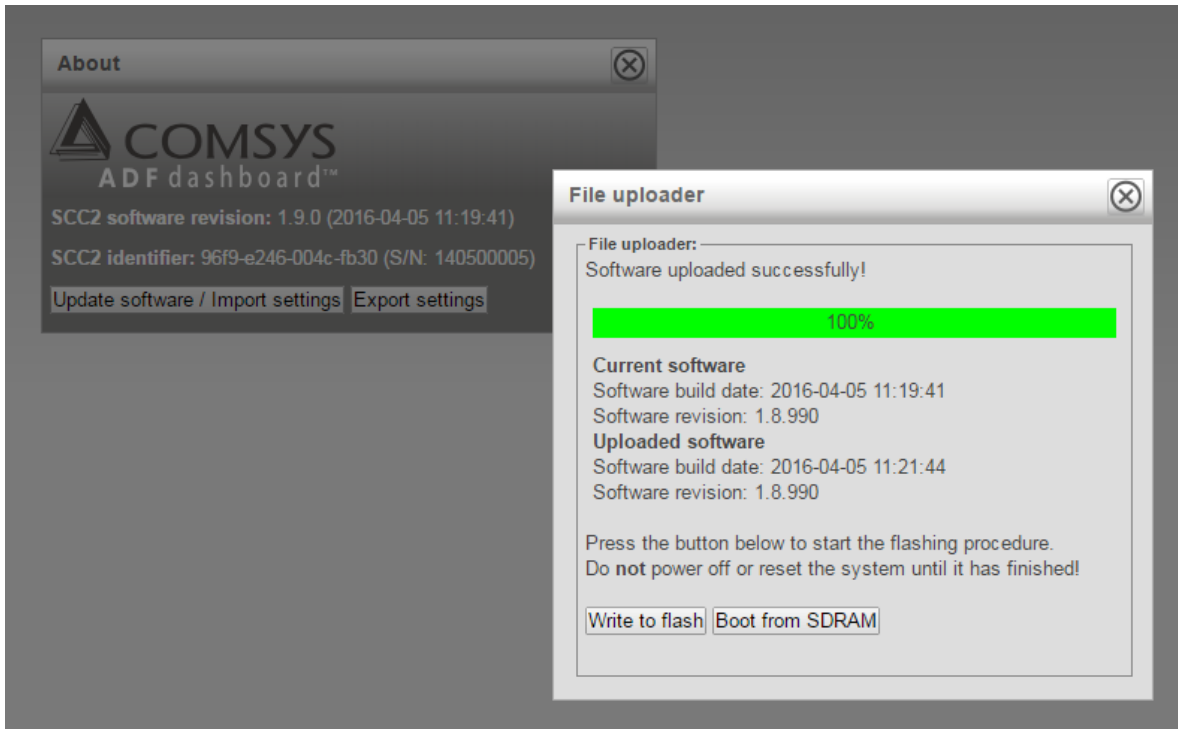 About
COMSYS
ADF dashboard™
SCC2 software revision: 1.9.0 (2016-04-05 11:19:41)
SCC2 identifier: 96f9-e246-004c-fb30 (S/N: 140500005)
Update software / Import settings Export settings
File uploader
File uploader:
Software uploaded successfully!
100%
Current software
Software build date: 2016-04-05 11:19:41
Software revision: 1.8.990
Uploaded software
Software build date: 2016-04-05 11:21:44
Software revision: 1.8.990
Press the button below to start the flashing procedure.
Do not power off or reset the system until it has finished!
Write to flash Boot from SDRAM